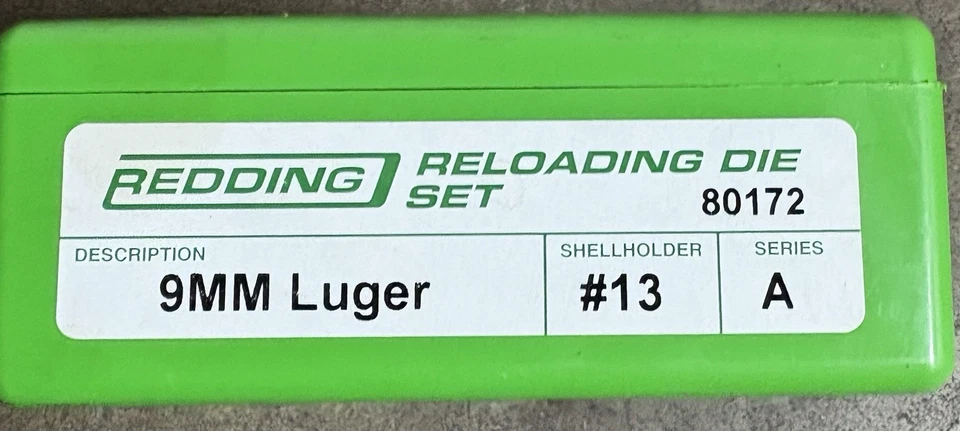 REDDING RELOADING DIE
SET 80172
DESCRIPTION SHELLHOLDER SERIES
9MM Luger #13 A